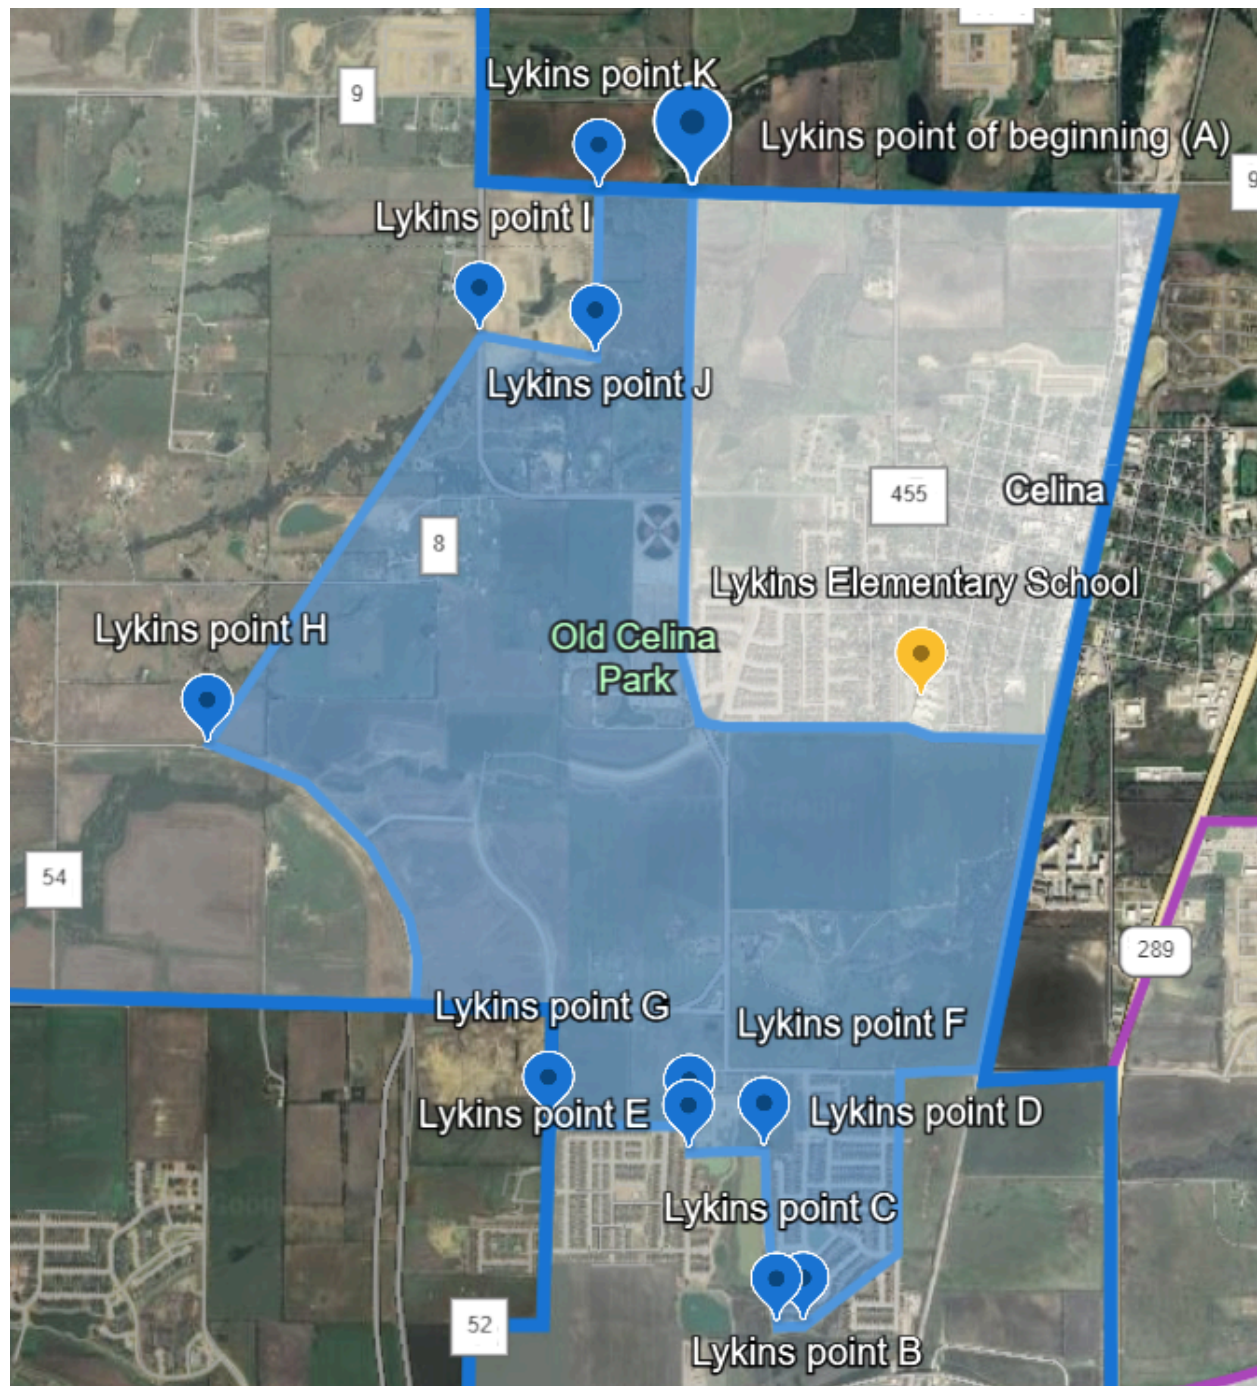 Lykins point K
9
Lykins point of beginning (A)
9
Lykins point I
Lykins point J
455
Celina
8
Lykins Elementary School
Lykins point H
Old Celina
Park
54
289
Lykins point G
Lykins point F
Lykins point E
Lykins point D
Lykins point C
52
Lykins point B